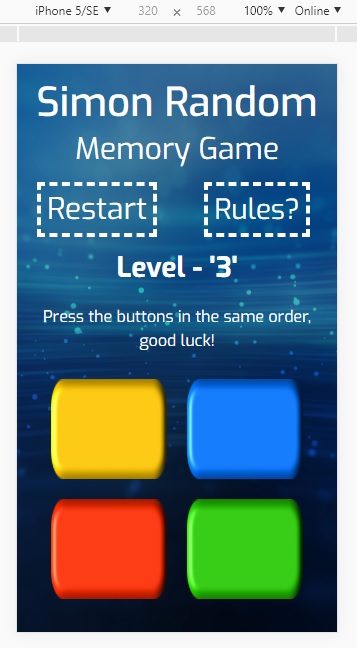 iPhone 5/SE ▼ 320 × 568 100% ▼ Online ▼
Simon Random
Memory Game
Restart Rules?
Level - '3'
Press the buttons in the same order,
good luck!